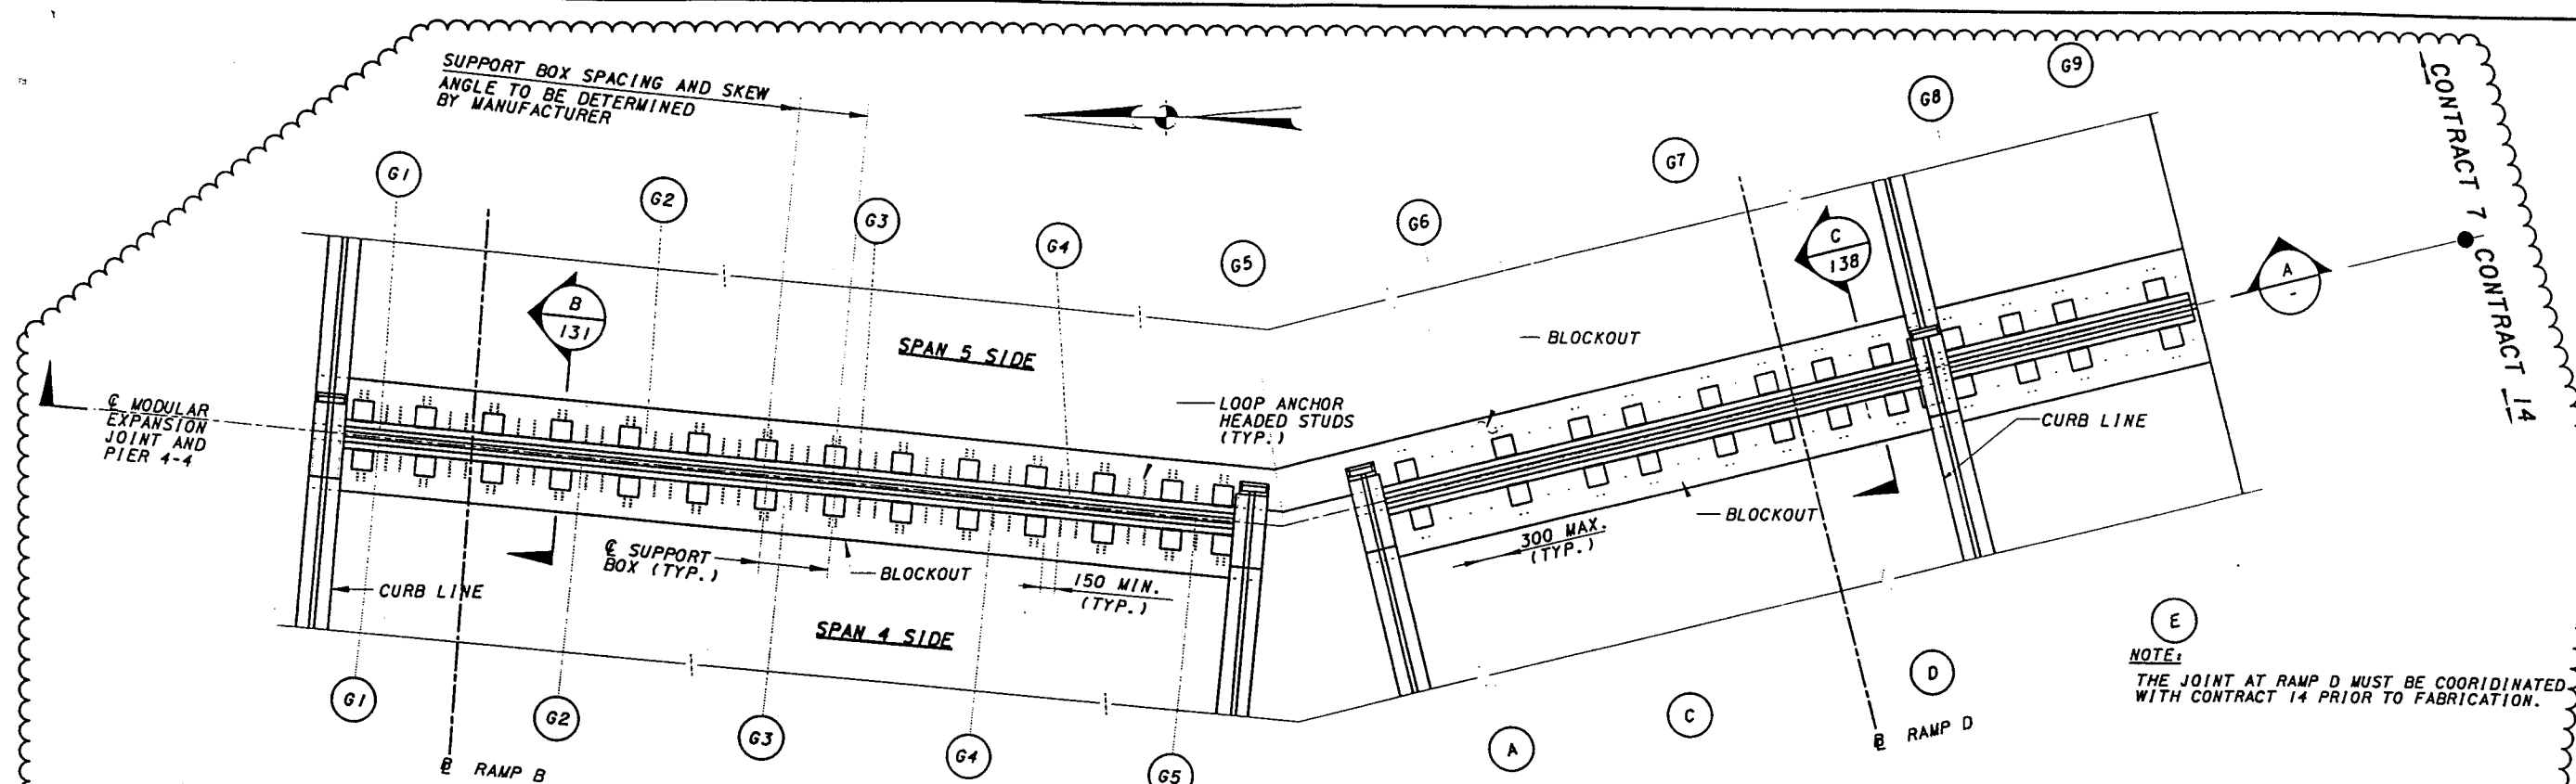 SUPPORT BOX SPACING AND SKEW
ANGLE TO BE DETERMINED
BY MANUFACTURER
G1
G2
G3
G4
G5
G6
G7
G8
G9
CONTRACT 7
CONTRACT 14
B
131
C
138
A
-
SPAN 5 SIDE
BLOCKOUT
LOOP ANCHOR
HEADED STUDS
(TYP.)
℄ MODULAR
EXPANSION
JOINT AND
PIER 4-4
CURB LINE
℄ SUPPORT
BOX (TYP.)
BLOCKOUT
150 MIN.
(TYP.)
300 MAX.
(TYP.)
BLOCKOUT
CURB LINE
CURB LINE
SPAN 4 SIDE
G1
G2
G3
G4
G5
A
C
D
E
NOTE:
THE JOINT AT RAMP D MUST BE COORIDINATED
WITH CONTRACT 14 PRIOR TO FABRICATION.
RAMP B
RAMP D